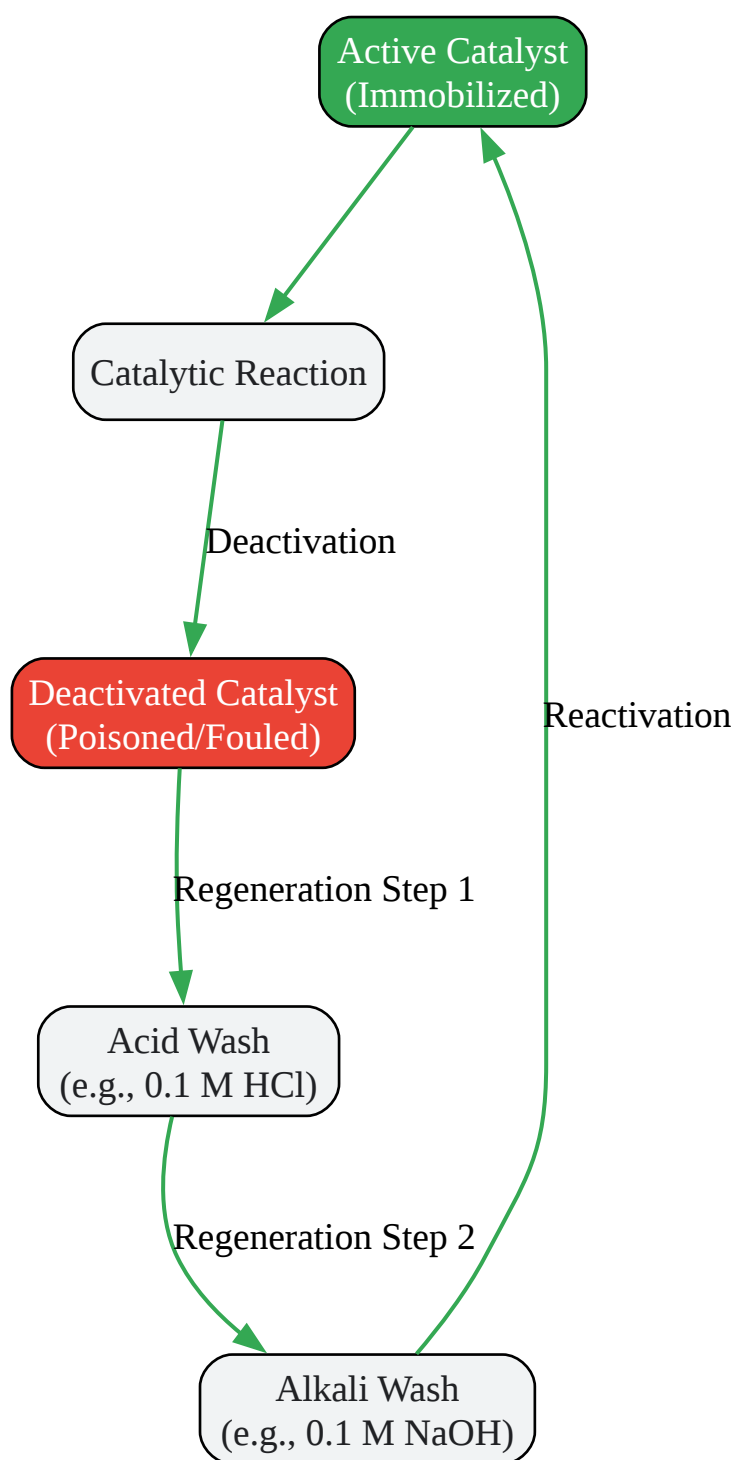 Active Catalyst
(Immobilized)
Catalytic Reaction
Deactivation
Deactivated Catalyst
(Poisoned/Fouled)
Reactivation
Regeneration Step 1
Acid Wash
(e.g., 0.1 M HCl)
Regeneration Step 2
Alkali Wash
(e.g., 0.1 M NaOH)